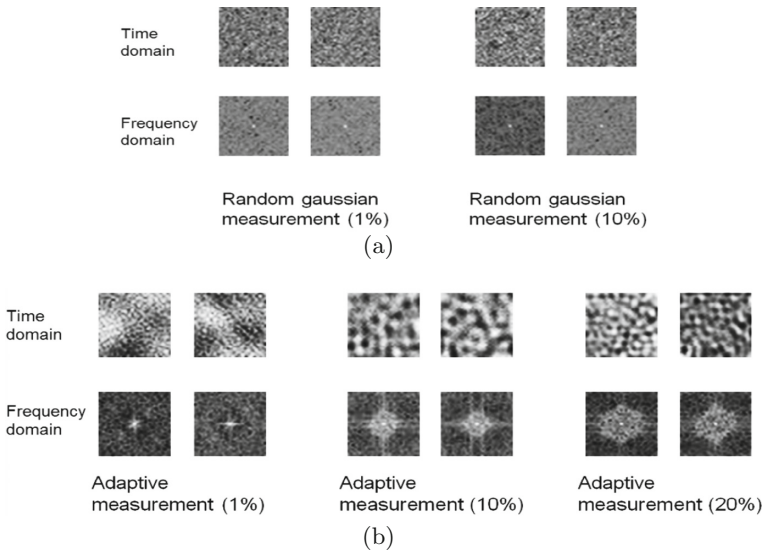 Time
domain
Frequency
domain
Random gaussian
measurement (1%)
Random gaussian
measurement (10%)
(a)
Time
domain
Frequency
domain
Adaptive
measurement (1%)
Adaptive
measurement (10%)
Adaptive
measurement (20%)
(b)